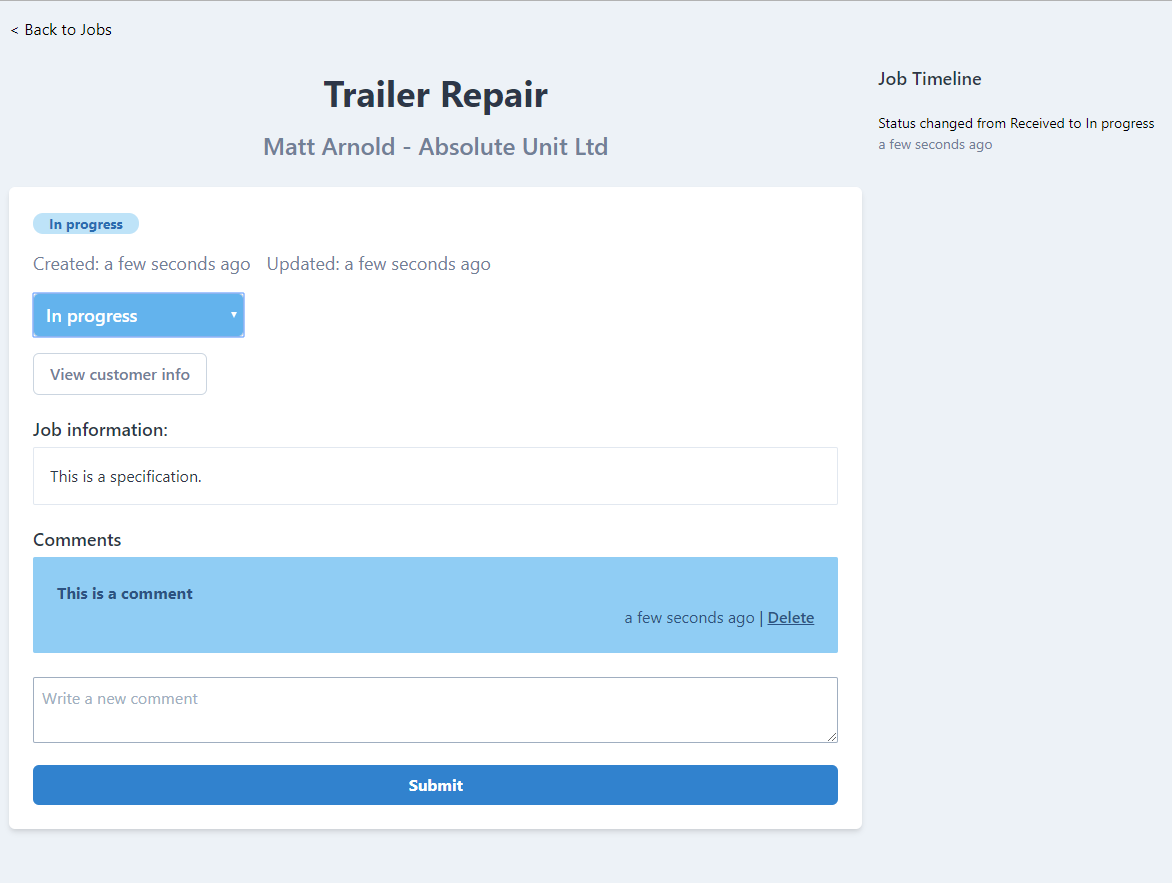 < Back to Jobs
Trailer Repair
Matt Arnold - Absolute Unit Ltd
In progress
Created: a few seconds ago Updated: a few seconds ago
In progress
View customer info
Job information:
This is a specification.
Comments
This is a comment
a few seconds ago | Delete
Write a new comment
Submit
Job Timeline
Status changed from Received to In progress
a few seconds ago